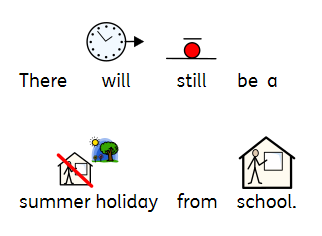 There will still be a
summer holiday from school.